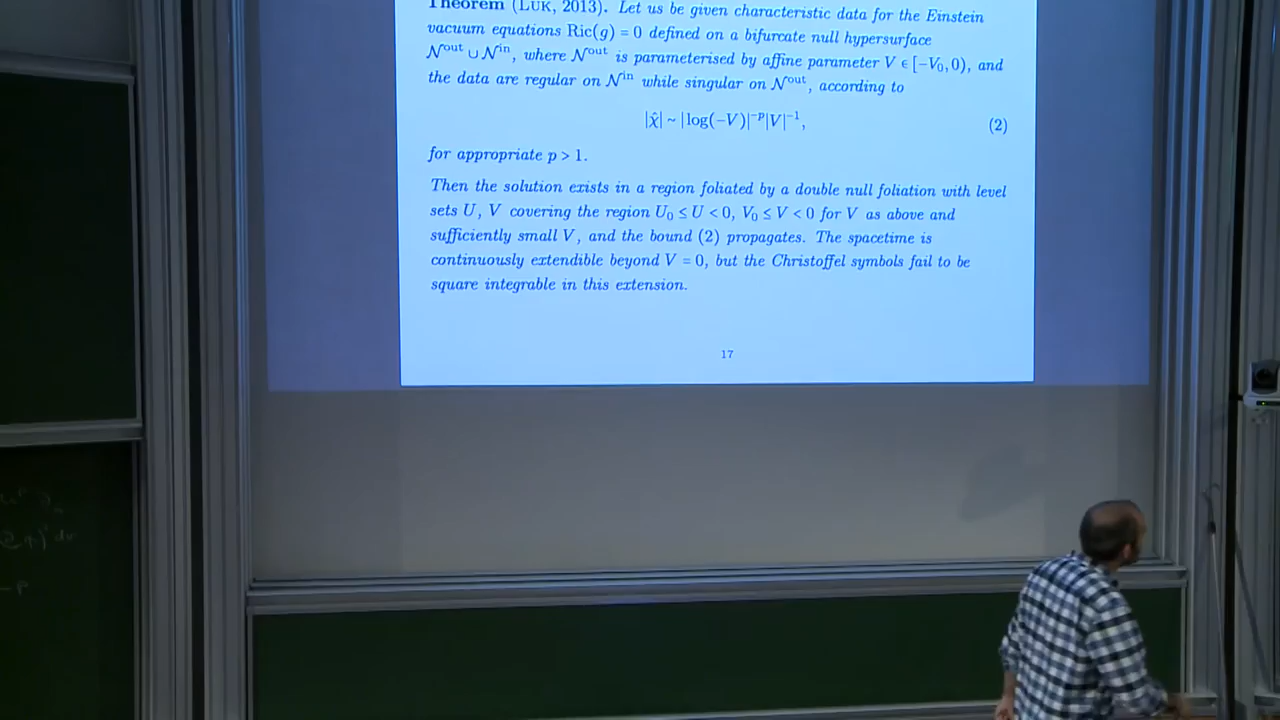 Theorem (Luk, 2013). Let us be given characteristic data for the Einstein
vacuum equations Ric(g) = 0 defined on a bifurcate null hypersurface
𝒩^out ∪ 𝒩^in, where 𝒩^out is parameterised by affine parameter V ∈ [−V₀, 0), and
the data are regular on 𝒩^in while singular on 𝒩^out, according to
|χ̂| ~ |log(−V)|^−p|V|^−1, (2)
for appropriate p > 1.
Then the solution exists in a region foliated by a double null foliation with level
sets U, V covering the region U₀ ≤ U < 0, V₀ ≤ V < 0 for V as above and
sufficiently small V, and the bound (2) propagates. The spacetime is
continuously extendible beyond V = 0, but the Christoffel symbols fail to be
square integrable in this extension.
17